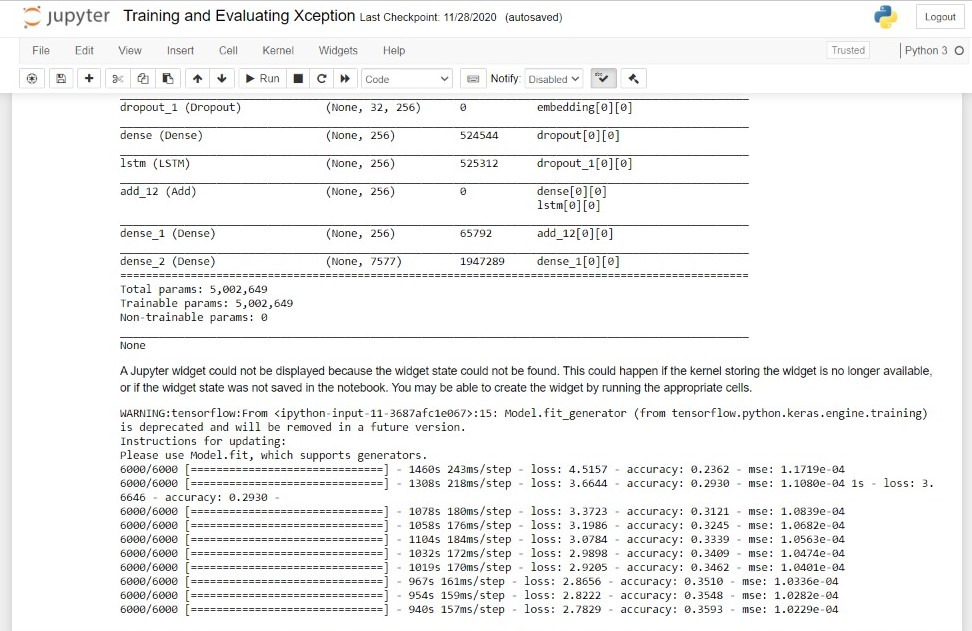 jupyter Training and Evaluating Xception Last Checkpoint: 11/28/2020 (autosaved)
Logout
File Edit View Insert Cell Kernel Widgets Help Trusted Python 3
Run Code Notify: Disabled
dropout_1 (Dropout) (None, 32, 256) 0 embedding[0][0]
dense (Dense) (None, 256) 524544 dropout[0][0]
lstm (LSTM) (None, 256) 525312 dropout_1[0][0]
add_12 (Add) (None, 256) 0 dense[0][0]
lstm[0][0]
dense_1 (Dense) (None, 256) 65792 add_12[0][0]
dense_2 (Dense) (None, 7577) 1947289 dense_1[0][0]
Total params: 5,002,649
Trainable params: 5,002,649
Non-trainable params: 0
None
A Jupyter widget could not be displayed because the widget state could not be found. This could happen if the kernel storing the widget is no longer available,
or if the widget state was not saved in the notebook. You may be able to create the widget by running the appropriate cells.
WARNING:tensorflow:From <ipython-input-11-3687afc1e067>:15: Model.fit_generator (from tensorflow.python.keras.engine.training)
is deprecated and will be removed in a future version.
Instructions for updating:
Please use Model.fit, which supports generators.
6000/6000 [==============================] - 1460s 243ms/step - loss: 4.5157 - accuracy: 0.2362 - mse: 1.1719e-04
6000/6000 [==============================] - 1308s 218ms/step - loss: 3.6644 - accuracy: 0.2930 - mse: 1.1080e-04 1s - loss: 3.
6646 - accuracy: 0.2930 -
6000/6000 [==============================] - 1078s 180ms/step - loss: 3.3723 - accuracy: 0.3121 - mse: 1.0839e-04
6000/6000 [==============================] - 1058s 176ms/step - loss: 3.1986 - accuracy: 0.3245 - mse: 1.0682e-04
6000/6000 [==============================] - 1104s 184ms/step - loss: 3.0784 - accuracy: 0.3339 - mse: 1.0563e-04
6000/6000 [==============================] - 1032s 172ms/step - loss: 2.9898 - accuracy: 0.3409 - mse: 1.0474e-04
6000/6000 [==============================] - 1019s 170ms/step - loss: 2.9205 - accuracy: 0.3462 - mse: 1.0401e-04
6000/6000 [==============================] - 967s 161ms/step - loss: 2.8656 - accuracy: 0.3510 - mse: 1.0336e-04
6000/6000 [==============================] - 954s 159ms/step - loss: 2.8222 - accuracy: 0.3548 - mse: 1.0282e-04
6000/6000 [==============================] - 940s 157ms/step - loss: 2.7829 - accuracy: 0.3593 - mse: 1.0229e-04